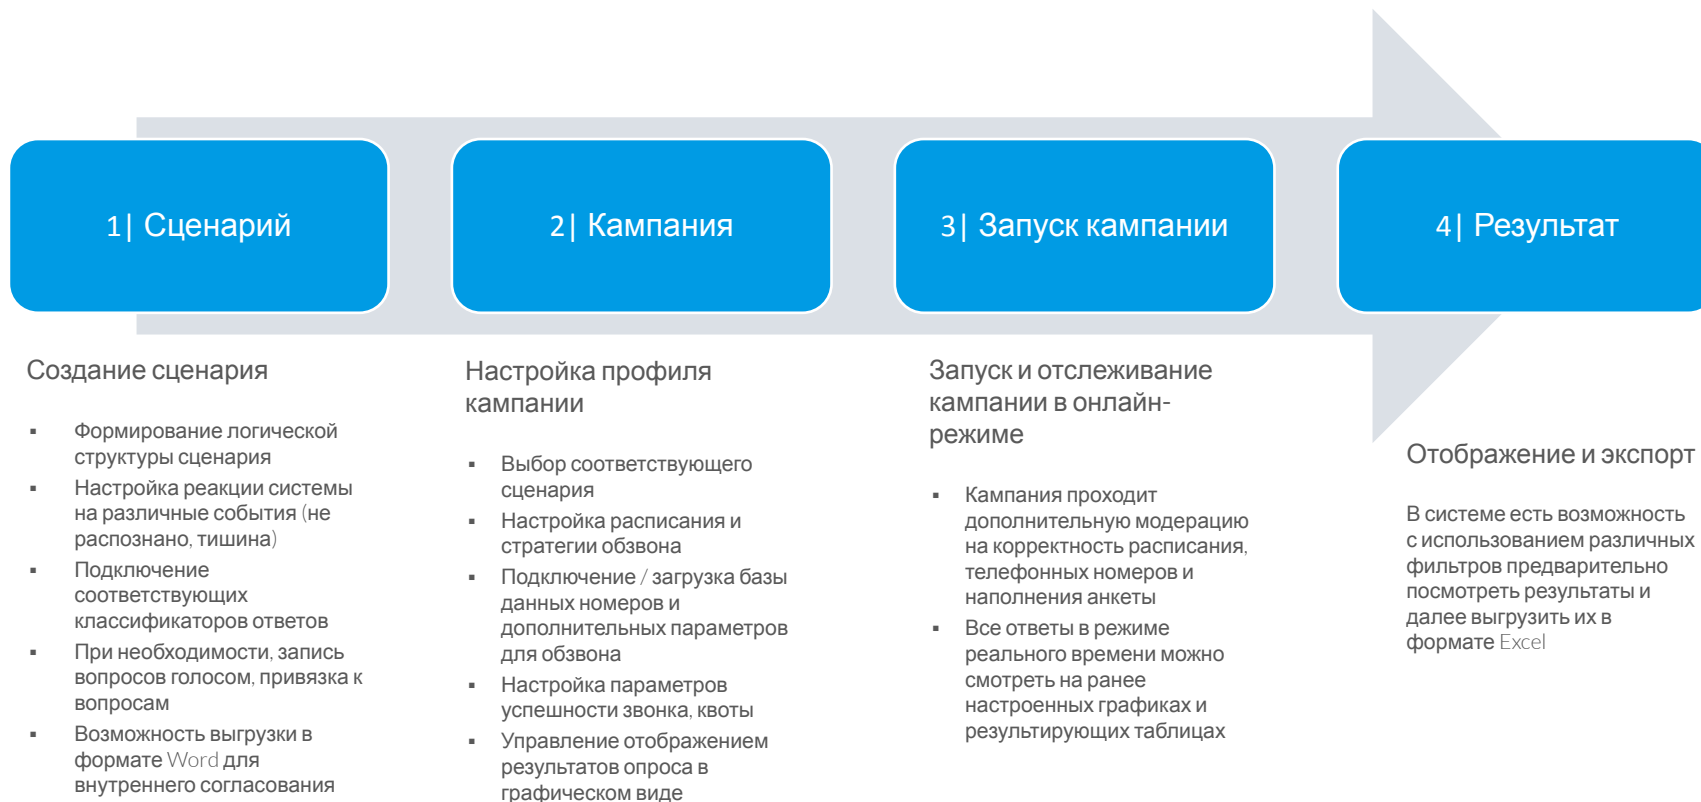 1| Сценарий
2| Кампания
3| Запуск кампании
4| Результат
Создание сценария
▪ Формирование логической
структуры сценария
▪ Настройка реакции системы
на различные события (не
распознано, тишина)
▪ Подключение
соответствующих
классификаторов ответов
▪ При необходимости, запись
вопросов голосом, привязка к
вопросам
▪ Возможность выгрузки в
формате Word для
внутреннего согласования
Настройка профиля
кампании
▪ Выбор соответствующего
сценария
▪ Настройка расписания и
стратегии обзвона
▪ Подключение / загрузка базы
данных номеров и
дополнительных параметров
для обзвона
▪ Настройка параметров
успешности звонка, квоты
▪ Управление отображением
результатов опроса в
графическом виде
Запуск и отслеживание
кампании в онлайн-
режиме
▪ Кампания проходит
дополнительную модерацию
на корректность расписания,
телефонных номеров и
наполнения анкеты
▪ Все ответы в режиме
реального времени можно
смотреть на ранее
настроенных графиках и
результирующих таблицах
Отображение и экспорт
В системе есть возможность
с использованием различных
фильтров предварительно
посмотреть результаты и
далее выгрузить их в
формате Excel